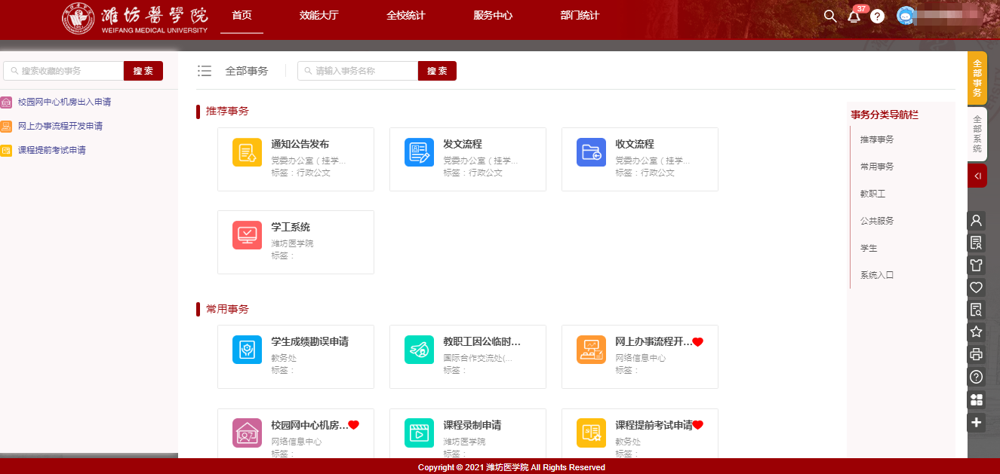 潍坊醫學院
WEIFANG MEDICAL UNIVERSITY
首页
效能大厅
全校统计
服务中心
部门统计
37
搜索收藏的事务
搜 索
校园网中心机房出入申请
网上办事流程开发申请
课程提前考试申请
全部事务
请输入事务名称
搜 索
推荐事务
通知公告发布
党委办公室（挂学...
标签：行政公文
发文流程
党委办公室（挂学...
标签：行政公文
收文流程
党委办公室（挂学...
标签：行政公文
学工系统
潍坊医学院
标签：
常用事务
学生成绩勘误申请
教务处
标签：
教职工因公临时...
国际合作交流处(...
标签：
网上办事流程开...
网络信息中心
标签：
校园网中心机房...
网络信息中心
标签：
课程录制申请
潍坊医学院
标签：
课程提前考试申请
教务处
标签：
事务分类导航栏
推荐事务
常用事务
教职工
公共服务
学生
系统入口
全部事务
全部系统
Copyright © 2021 潍坊医学院 All Rights Reserved